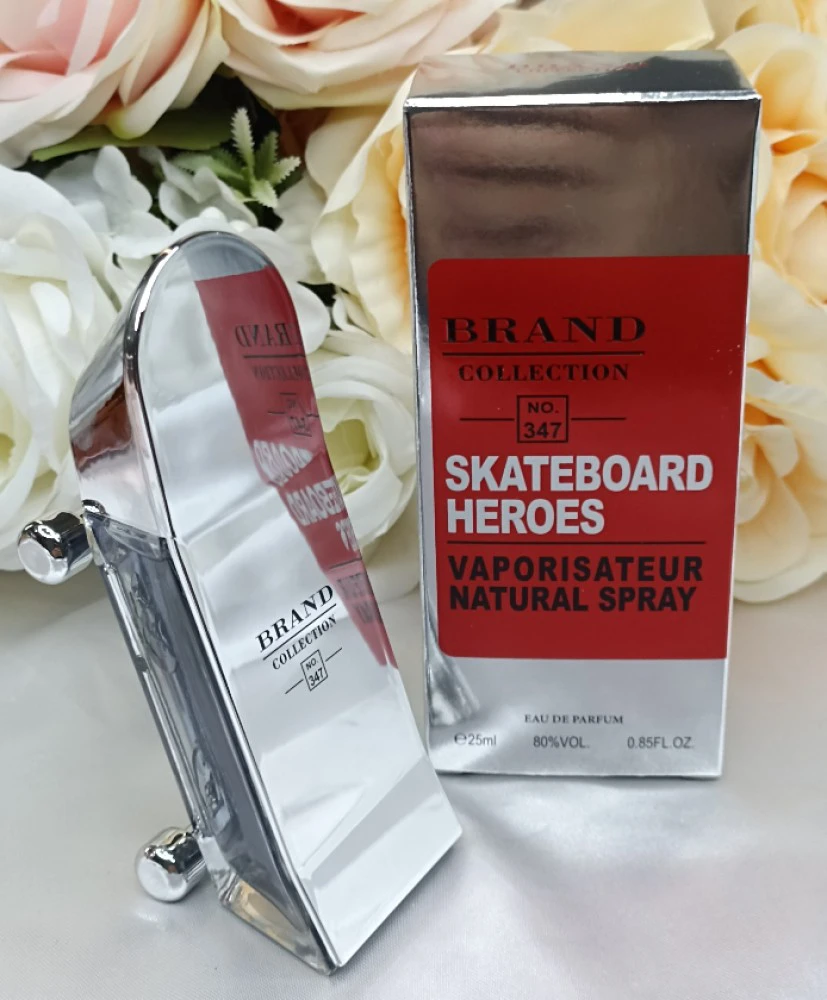 BRAND
COLLECTION
NO.
347
SKATEBOARD
HEROES
VAPORISATEUR
NATURAL SPRAY
EAU DE PARFUM
℮25ml 80%VOL. 0.85FL.OZ.
BRAND
COLLECTION
NO.
347